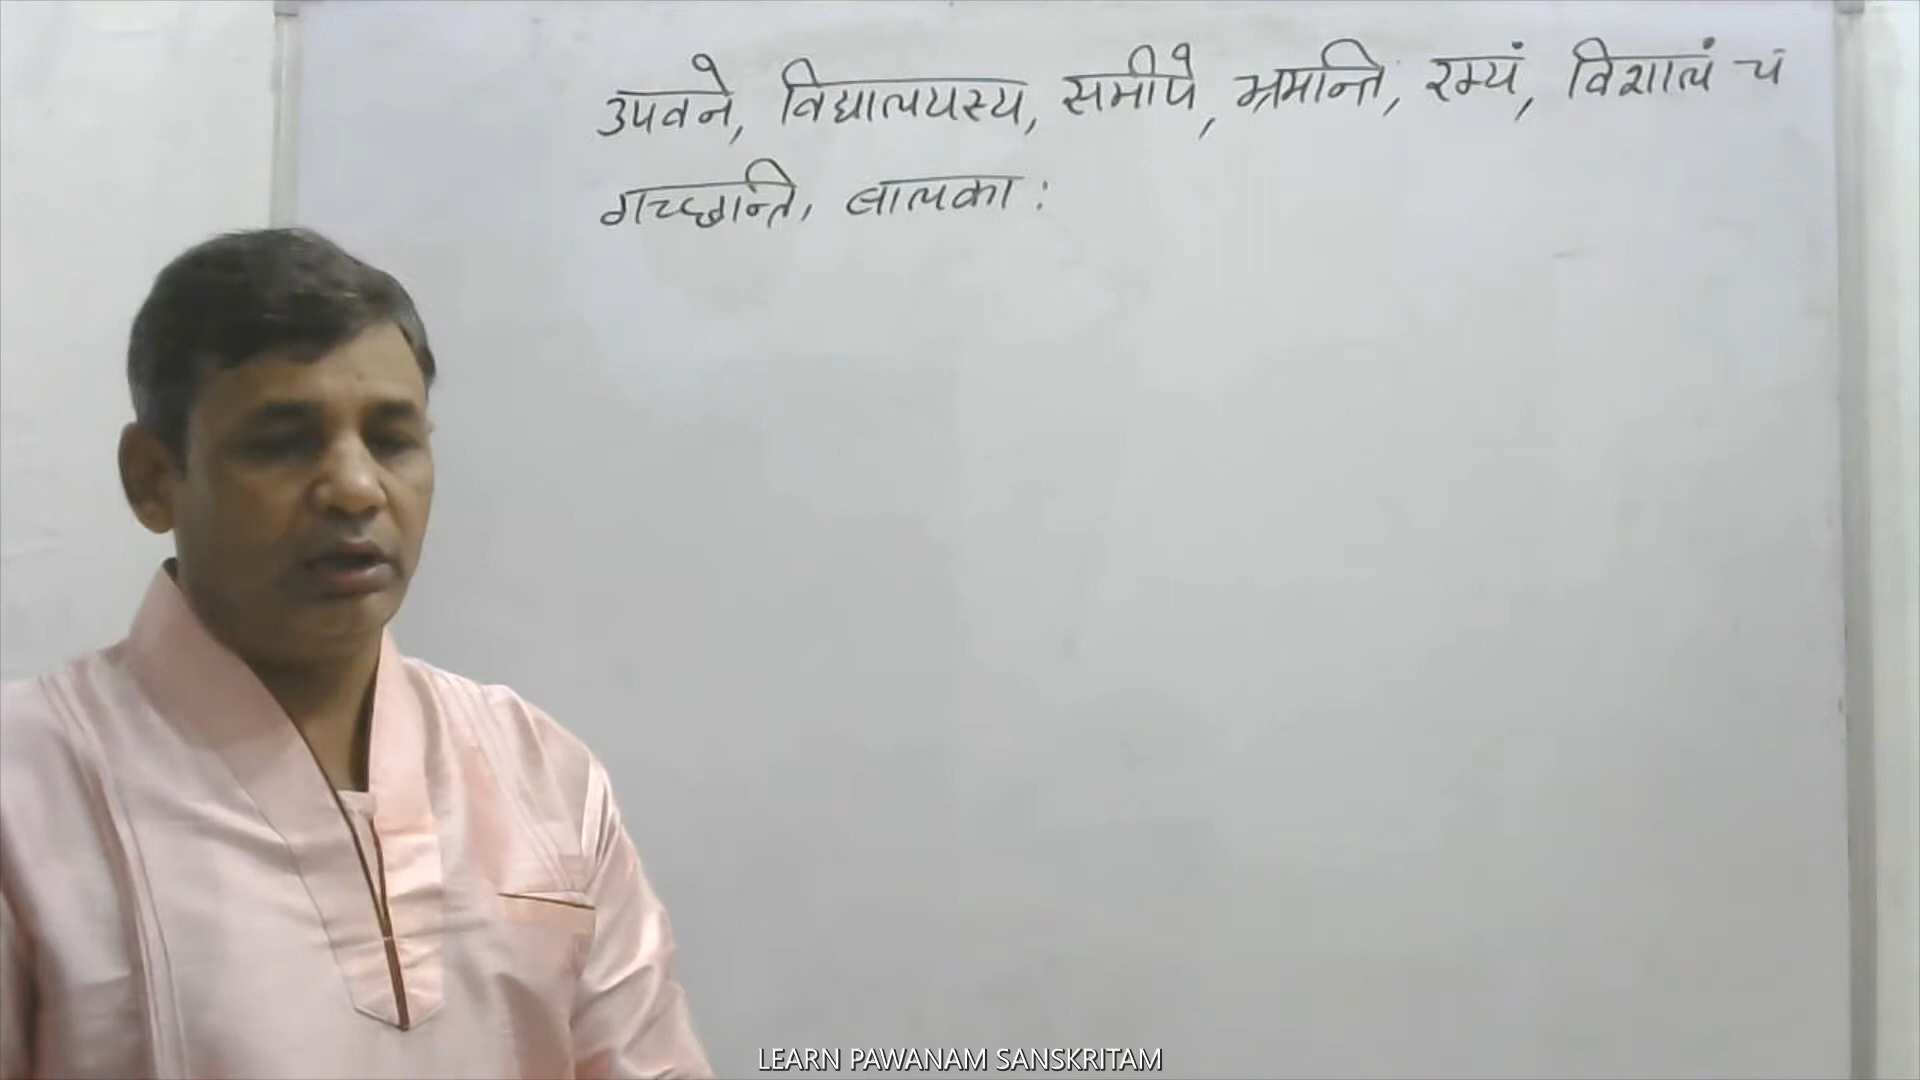 उपवने, विद्यालयस्य, समीपे, भ्रमन्ति, रम्यं, विशालं च
गच्छन्ति, बालकाः
LEARN PAWANAM SANSKRITAM